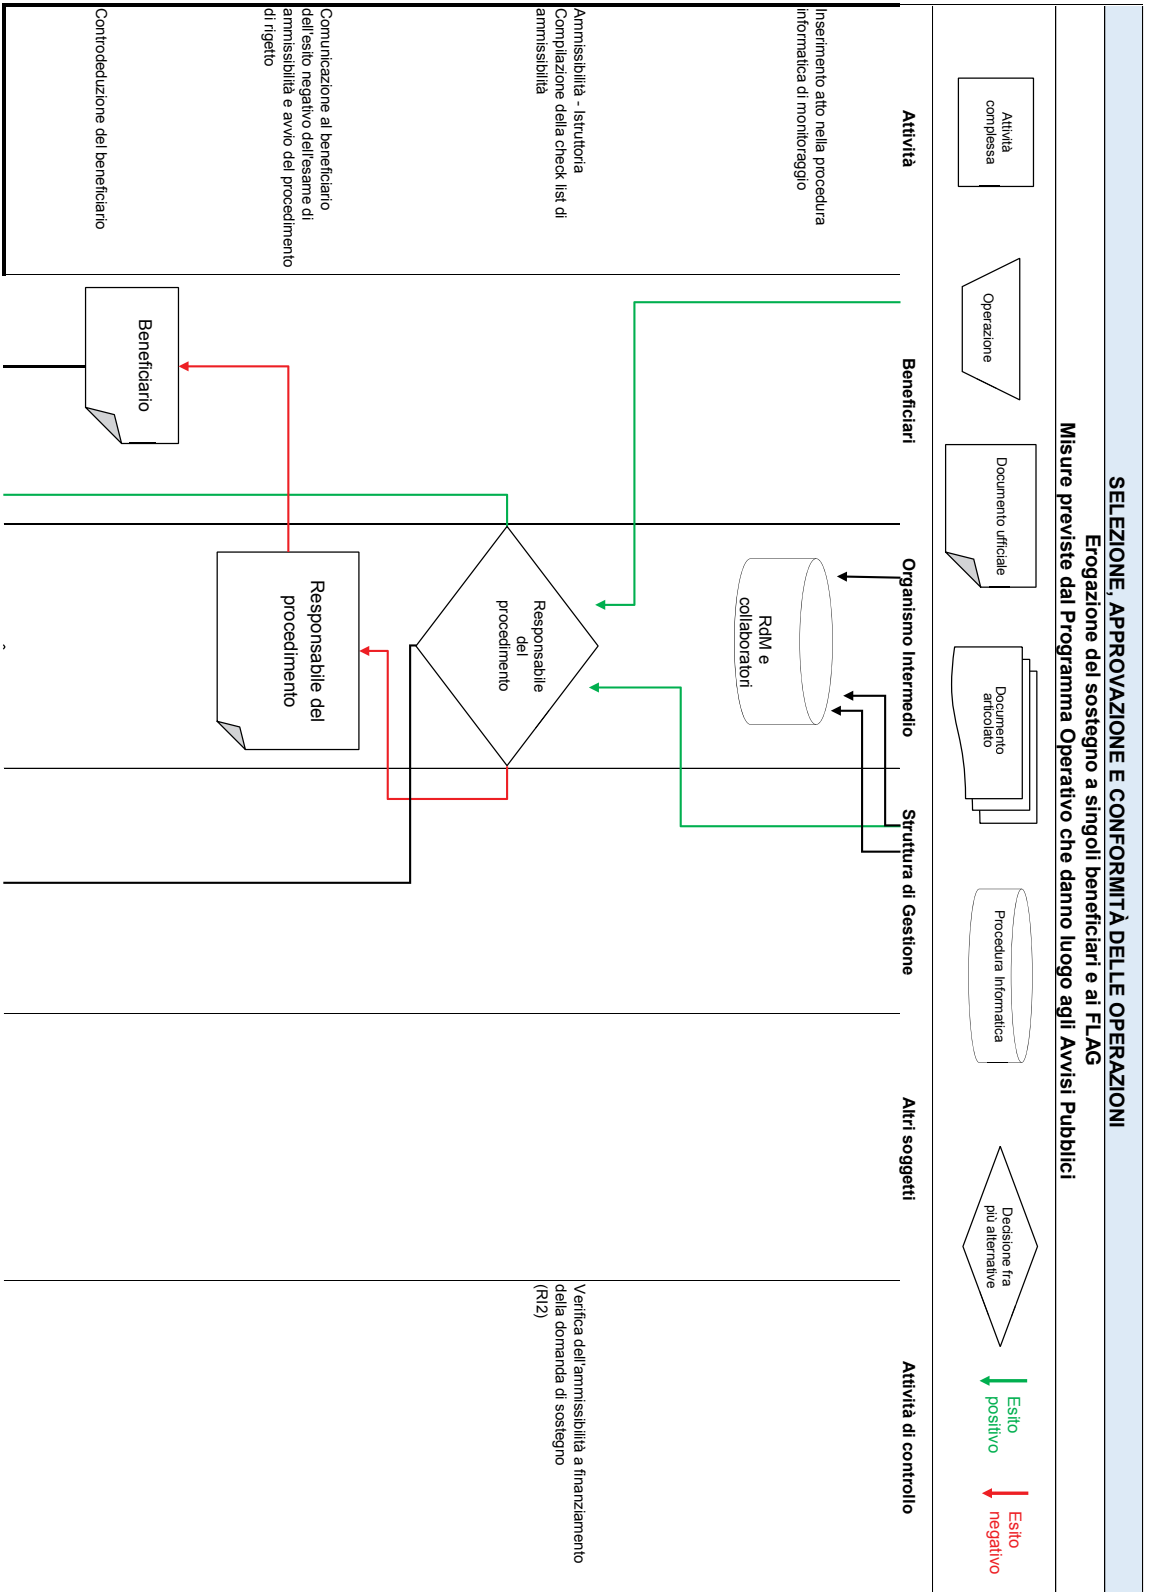 SELEZIONE, APPROVAZIONE E CONFORMITÀ DELLE OPERAZIONI
Erogazione del sostegno a singoli beneficiari e ai FLAG
Misure previste dal Programma Operativo che danno luogo agli Avvisi Pubblici
Attività
complessa
Operazione
Documento ufficiale
Documento
articolato
Procedura Informatica
Decisione fra
più alternative
Esito
positivo
Esito
negativo
Attività
Beneficiari
Organismo Intermedio
Struttura di Gestione
Altri soggetti
Attività di controllo
Inserimento atto nella procedura
informatica di monitoraggio
RdM e
collaboratori
Ammissibilità - Istruttoria
Compilazione della check list di
ammissibilità
Responsabile
del
procedimento
Verifica dell'ammissibilità a finanziamento
della domanda di sostegno
(RI2)
Comunicazione al beneficiario
dell'esito negativo dell'esame di
ammissibilità e avvio del procedimento
di rigetto
Responsabile del
procedimento
Controdeduzione del beneficiario
Beneficiario